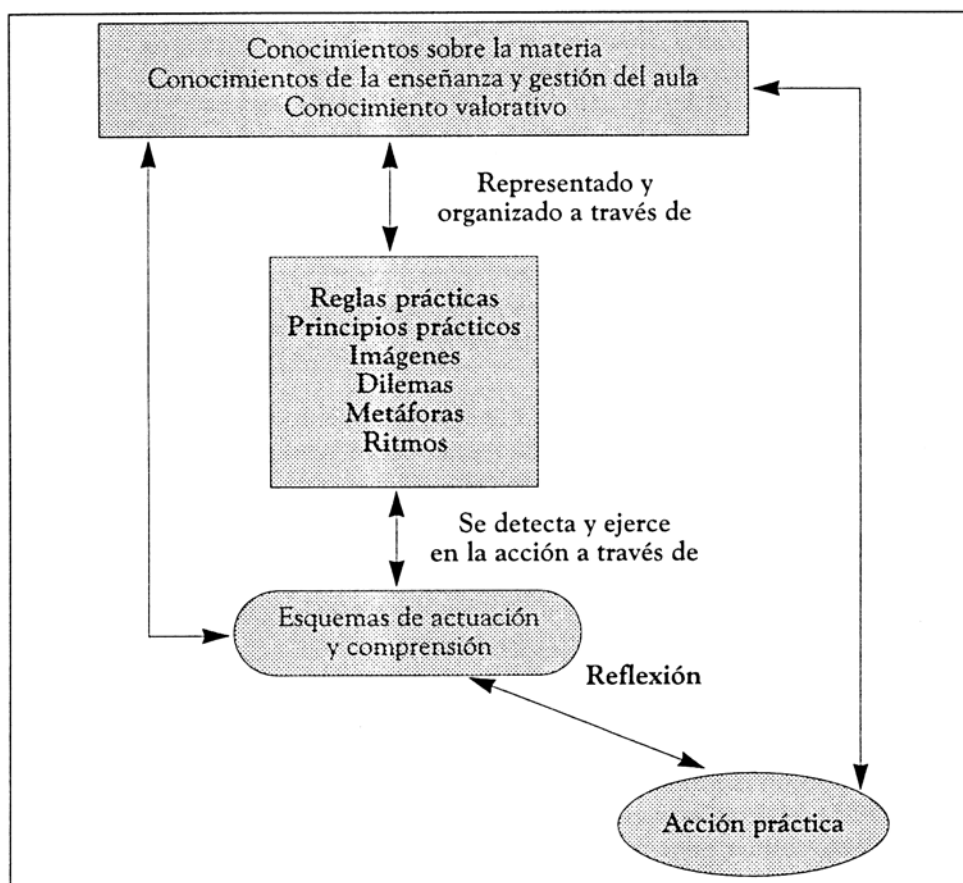 Conocimientos sobre la materia
Conocimientos de la enseñanza y gestión del aula
Conocimiento valorativo
Representado y
organizado a través de
Reglas prácticas
Principios prácticos
Imágenes
Dilemas
Metáforas
Ritmos
Se detecta y ejerce
en la acción a través de
Esquemas de actuación
y comprensión
Reflexión
Acción práctica